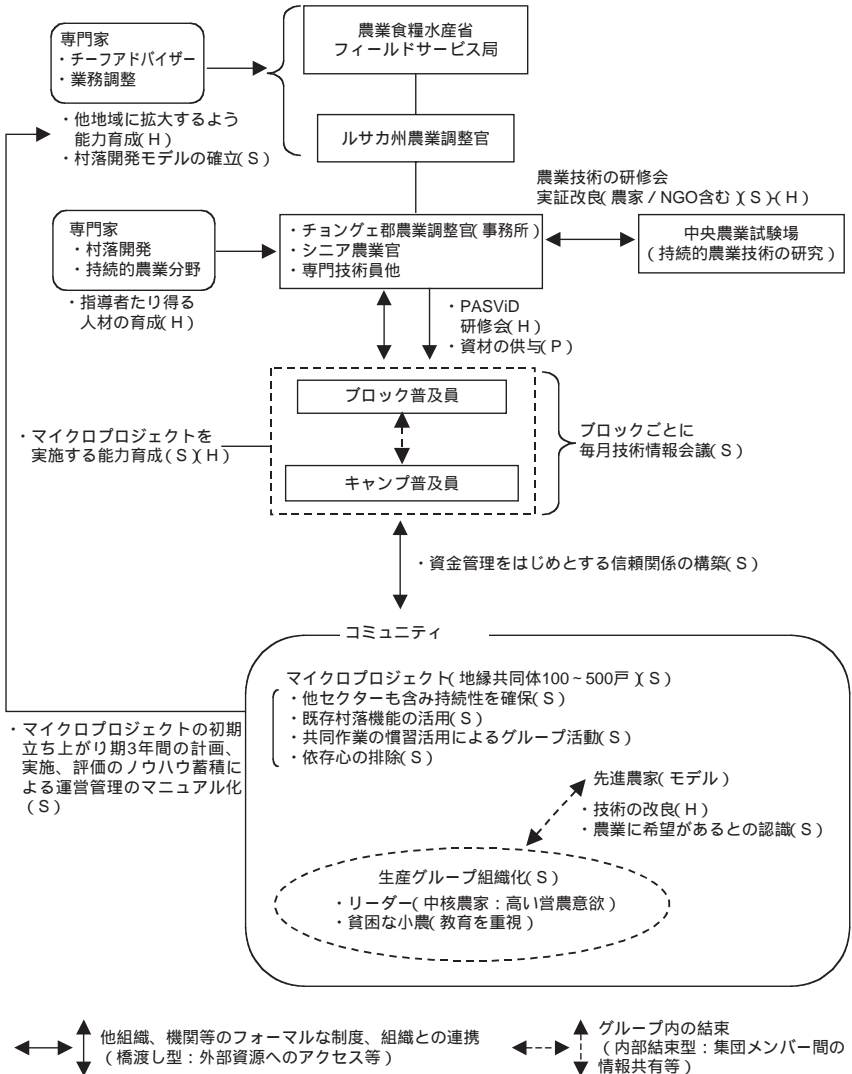 専門家
・チーフアドバイザー
・業務調整
農業食糧水産省
フィールドサービス局
・他地域に拡大するよう
能力育成(H)
・村落開発モデルの確立(S)
ルサカ州農業調整官
農業技術の研修会
実証改良(農家/NGO含む)(S)(H)
専門家
・村落開発
・持続的農業分野
・チョングェ郡農業調整官(事務所)
・シニア農業官
・専門技術員他
中央農業試験場
(持続的農業技術の研究)
・指導者たり得る
人材の育成(H)
・PASViD
研修会(H)
・資材の供与(P)
ブロック普及員
キャンプ普及員
・マイクロプロジェクトを
実施する能力育成(S)(H)
ブロックごとに
毎月技術情報会議(S)
・資金管理をはじめとする信頼関係の構築(S)
コミュニティ
マイクロプロジェクト(地縁共同体100~500戸)(S)
・他セクターも含み持続性を確保(S)
・既存村落機能の活用(S)
・共同作業の慣習活用によるグループ活動(S)
・依存心の排除(S)
・マイクロプロジェクトの初期
立ち上がり期3年間の計画、
実施、評価のノウハウ蓄積に
よる運営管理のマニュアル化
(S)
先進農家(モデル)
・技術の改良(H)
・農業に希望があるとの認識(S)
生産グループ組織化(S)
・リーダー(中核農家:高い営農意欲)
・貧困な小農(教育を重視)
他組織、機関等のフォーマルな制度、組織との連携
(橋渡し型:外部資源へのアクセス等)
グループ内の結束
(内部結束型:集団メンバー間の
情報共有等)